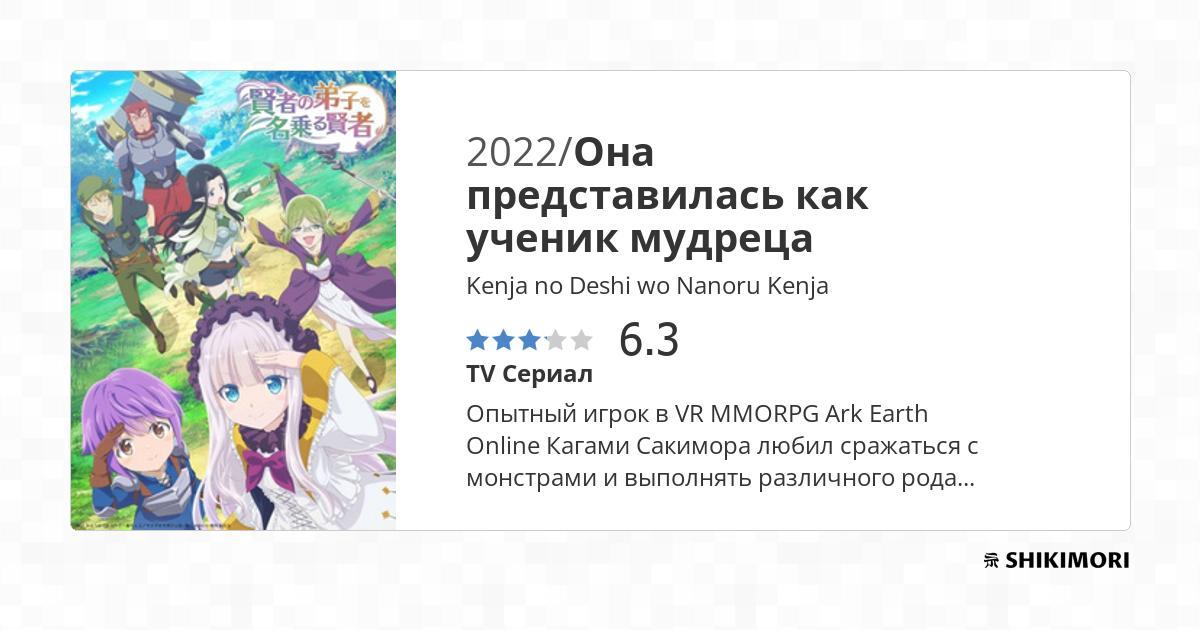 賢者の弟子を
名乗る賢者
2022/Она
представилась как
ученик мудреца
Kenja no Deshi wo Nanoru Kenja
6.3
TV Сериал
Опытный игрок в VR MMORPG Ark Earth
Online Кагами Сакимора любил сражаться с
монстрами и выполнять различного рода...
SHIKIMORI